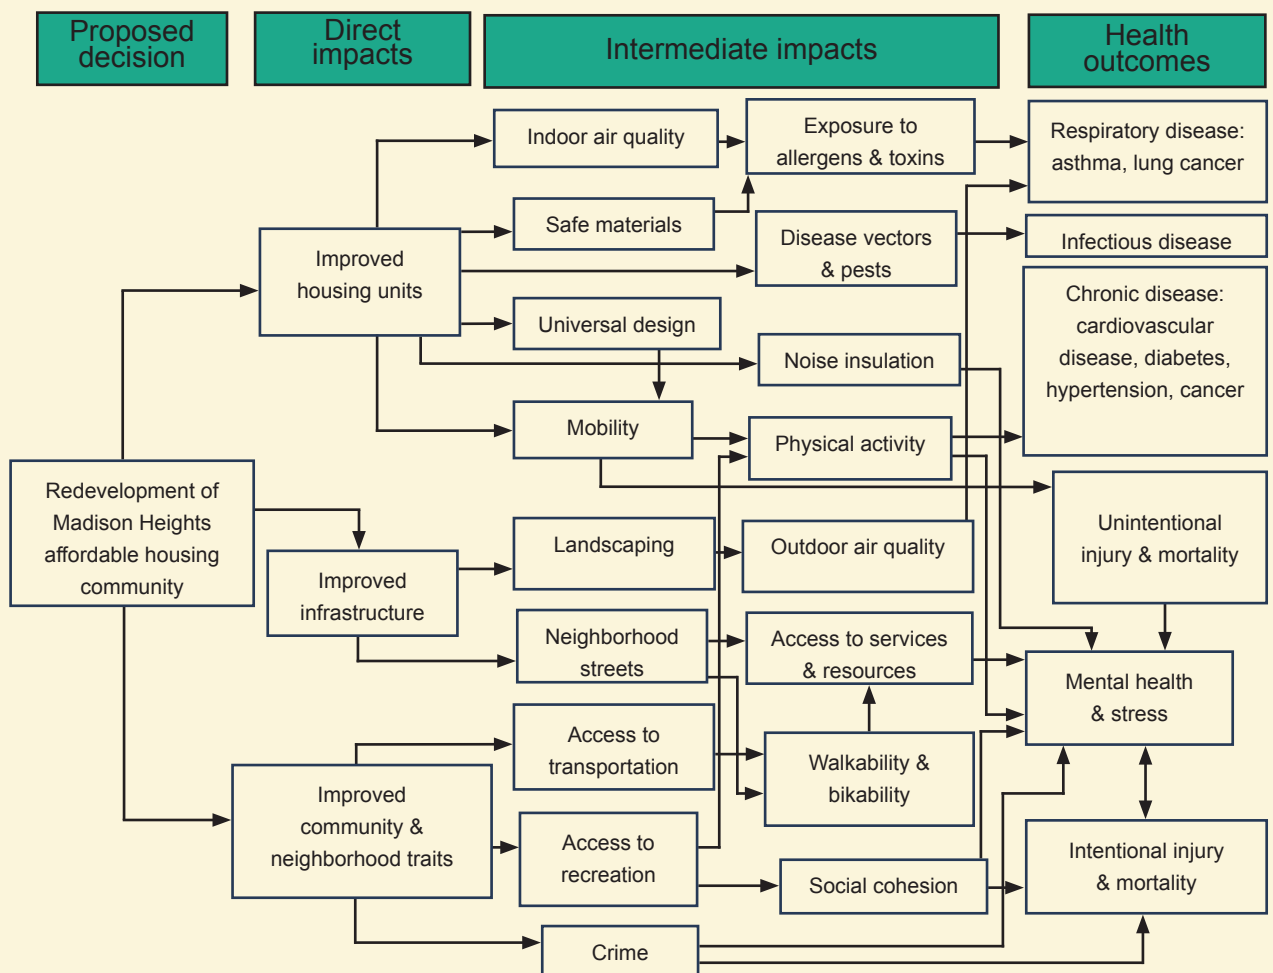 Proposed
decision
Direct
impacts
Intermediate impacts
Health
outcomes
Redevelopment of
Madison Heights
affordable housing
community
Improved
housing units
Improved
infrastructure
Improved
community &
neighborhood traits
Indoor air quality
Safe materials
Universal design
Mobility
Landscaping
Neighborhood
streets
Access to
transportation
Access to
recreation
Crime
Exposure to
allergens & toxins
Disease vectors
& pests
Noise insulation
Physical activity
Outdoor air quality
Access to services
& resources
Walkability &
bikability
Social cohesion
Respiratory disease:
asthma, lung cancer
Infectious disease
Chronic disease:
cardiovascular
disease, diabetes,
hypertension, cancer
Unintentional
injury & mortality
Mental health
& stress
Intentional injury
& mortality